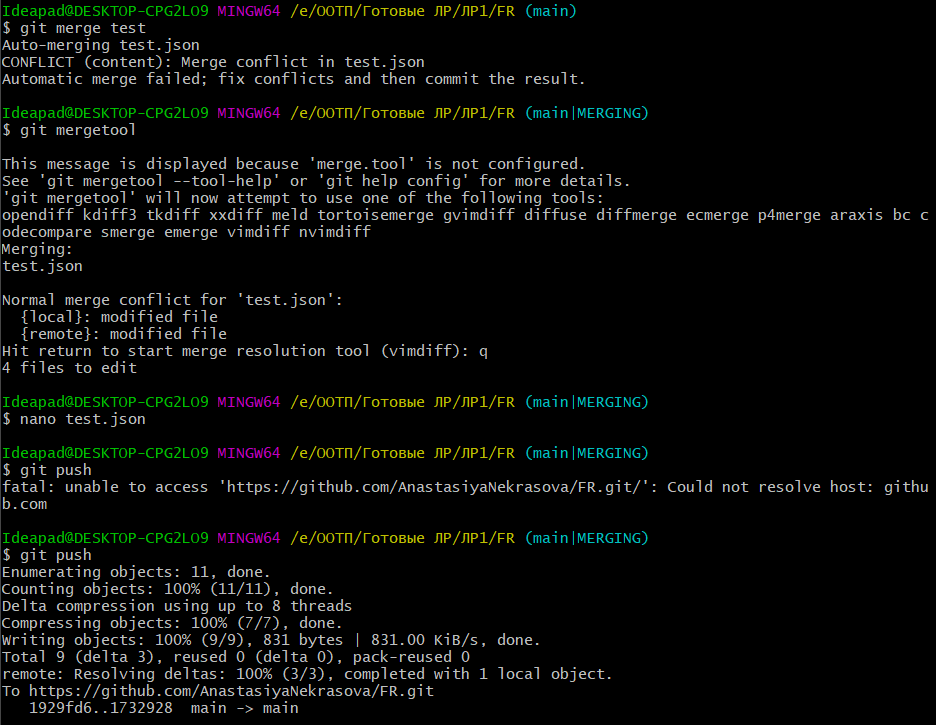 Ideapad@DESKTOP-CPG2LO9 MINGW64 /e/ООТП/Готовые ЛР/ЛР1/FR (main)
$ git merge test
Auto-merging test.json
CONFLICT (content): Merge conflict in test.json
Automatic merge failed; fix conflicts and then commit the result.
Ideapad@DESKTOP-CPG2LO9 MINGW64 /e/ООТП/Готовые ЛР/ЛР1/FR (main|MERGING)
$ git mergetool
This message is displayed because 'merge.tool' is not configured.
See 'git mergetool --tool-help' or 'git help config' for more details.
'git mergetool' will now attempt to use one of the following tools:
opendiff kdiff3 tkdiff xxdiff meld tortoisemerge gvimdiff diffuse diffmerge ecmerge p4merge araxis bc c
odecompare smerge emerge vimdiff nvimdiff
Merging:
test.json
Normal merge conflict for 'test.json':
  {local}: modified file
  {remote}: modified file
Hit return to start merge resolution tool (vimdiff): q
4 files to edit
Ideapad@DESKTOP-CPG2LO9 MINGW64 /e/ООТП/Готовые ЛР/ЛР1/FR (main|MERGING)
$ nano test.json
Ideapad@DESKTOP-CPG2LO9 MINGW64 /e/ООТП/Готовые ЛР/ЛР1/FR (main|MERGING)
$ git push
fatal: unable to access 'https://github.com/AnastasiyaNekrasova/FR.git/': Could not resolve host: githu
b.com
Ideapad@DESKTOP-CPG2LO9 MINGW64 /e/ООТП/Готовые ЛР/ЛР1/FR (main|MERGING)
$ git push
Enumerating objects: 11, done.
Counting objects: 100% (11/11), done.
Delta compression using up to 8 threads
Compressing objects: 100% (7/7), done.
Writing objects: 100% (9/9), 831 bytes | 831.00 KiB/s, done.
Total 9 (delta 3), reused 0 (delta 0), pack-reused 0
remote: Resolving deltas: 100% (3/3), completed with 1 local object.
To https://github.com/AnastasiyaNekrasova/FR.git
   1929fd6..1732928  main -> main